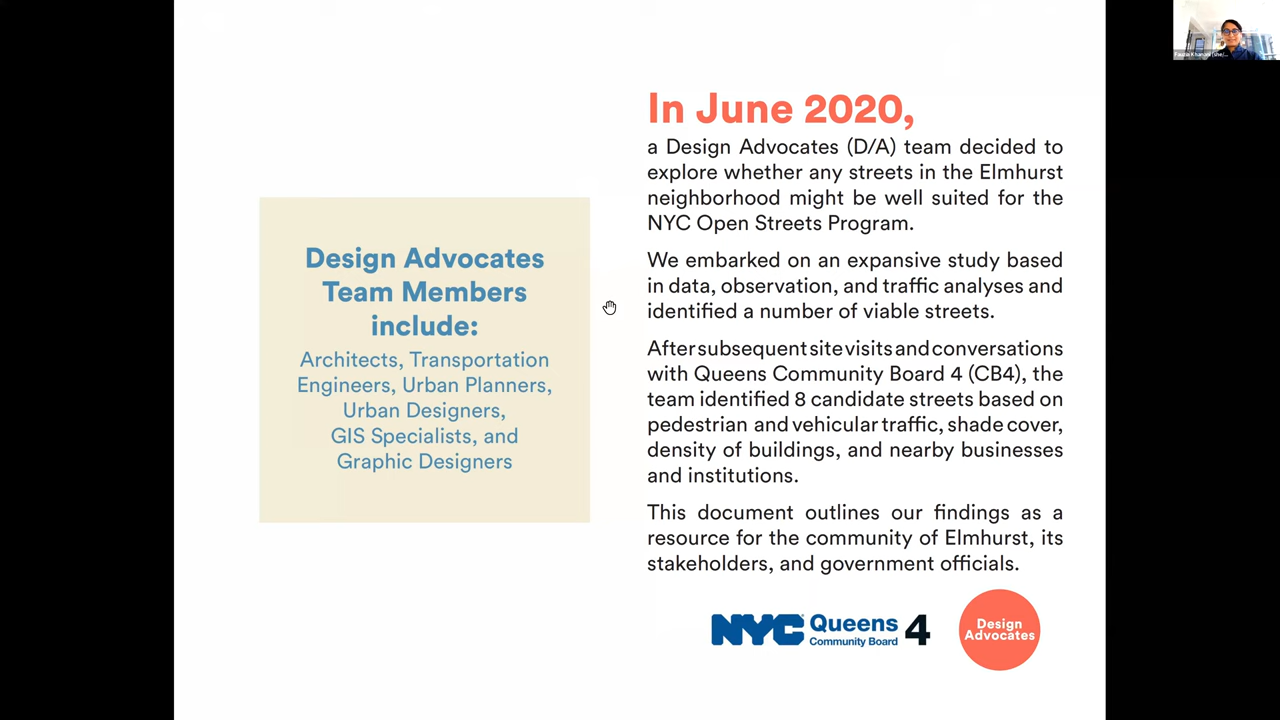 Design Advocates
Team Members
include:
Architects, Transportation
Engineers, Urban Planners,
Urban Designers,
GIS Specialists, and
Graphic Designers
In June 2020,
a Design Advocates (D/A) team decided to
explore whether any streets in the Elmhurst
neighborhood might be well suited for the
NYC Open Streets Program.
We embarked on an expansive study based
in data, observation, and traffic analyses and
identified a number of viable streets.
After subsequent site visits and conversations
with Queens Community Board 4 (CB4), the
team identified 8 candidate streets based on
pedestrian and vehicular traffic, shade cover,
density of buildings, and nearby businesses
and institutions.
This document outlines our findings as a
resource for the community of Elmhurst, its
stakeholders, and government officials.
NYC Queens 4
Community Board
Design
Advocates